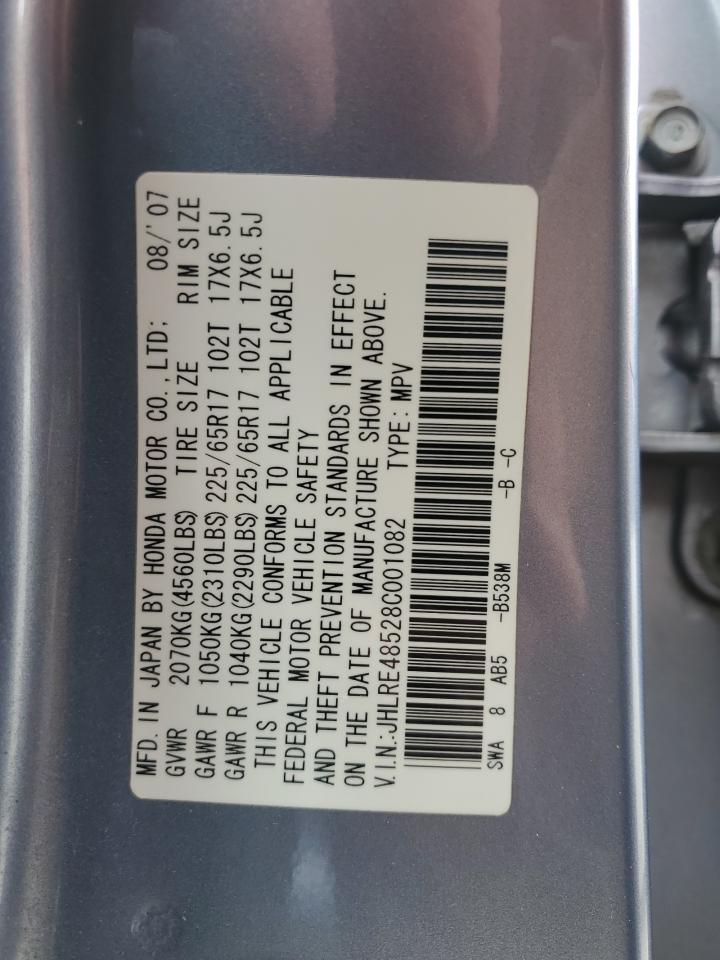 MFD. IN JAPAN BY HONDA MOTOR CO., LTD: 08/'07
GVWR 2070KG(4560LBS) TIRE SIZE RIM SIZE
GAWR F 1050KG(2310LBS) 225/65R17 102T 17X6.5J
GAWR R 1040KG(2290LBS) 225/65R17 102T 17X6.5J
THIS VEHICLE CONFORMS TO ALL APPLICABLE
FEDERAL MOTOR VEHICLE SAFETY
AND THEFT PREVENTION STANDARDS IN EFFECT
ON THE DATE OF MANUFACTURE SHOWN ABOVE.
V.I.N.:JHLRE48528C001082 TYPE: MPV
SWA 8 AB5 -B538M -B -C